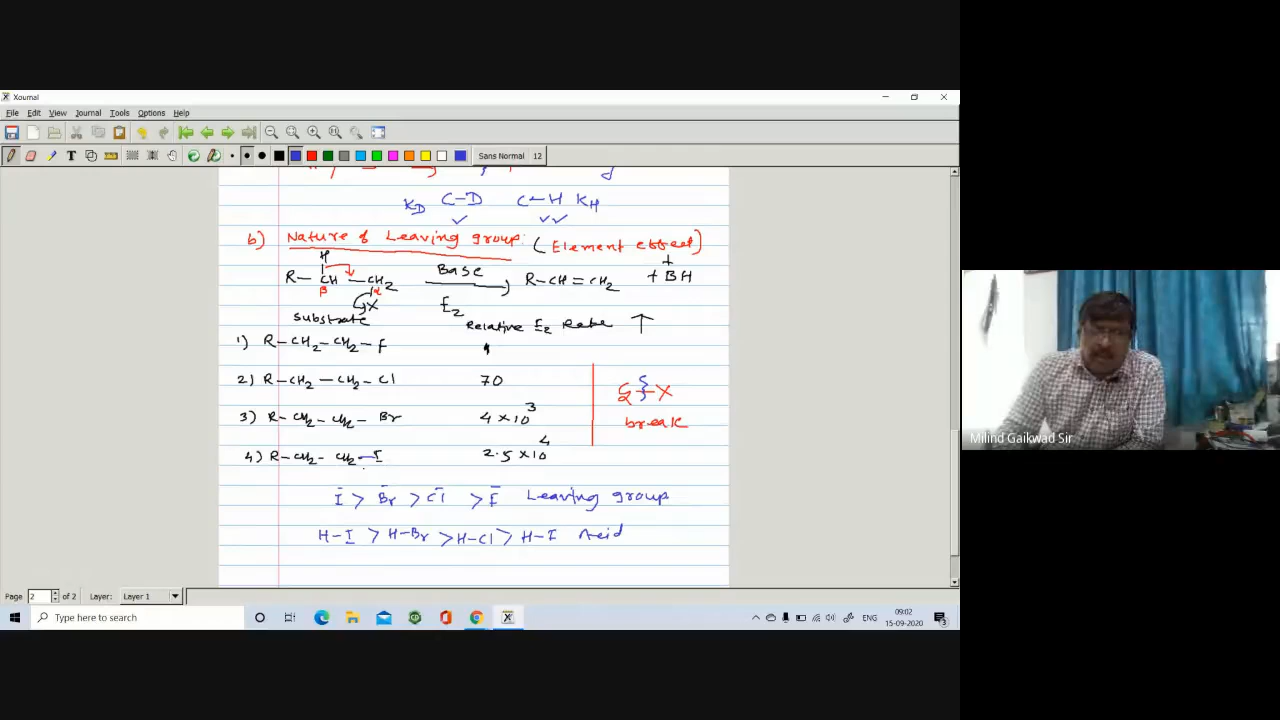 Xournal
File Edit View Journal Tools Options Help
Sans Normal 12
K_D C-D C-H K_H
b) Nature of Leaving group: (Element effect)
H
R-CH-CH2 Base R-CH=CH2 + BH+
β α
X E2
Substrate Relative E2 Rate ↑
1) R-CH2-CH2-F 1
2) R-CH2-CH2-Cl 70
Cα-X
3) R-CH2-CH2-Br 4×10^3
break
4) R-CH2-CH2-I 2.5×10^4
I- > Br- > Cl- > F- Leaving group
H-I > H-Br > H-Cl > H-I Acid
Milind Gaikwad Sir
Page 2 of 2 Layer: Layer 1
Type here to search
ENG
09:02
15-09-2020
3